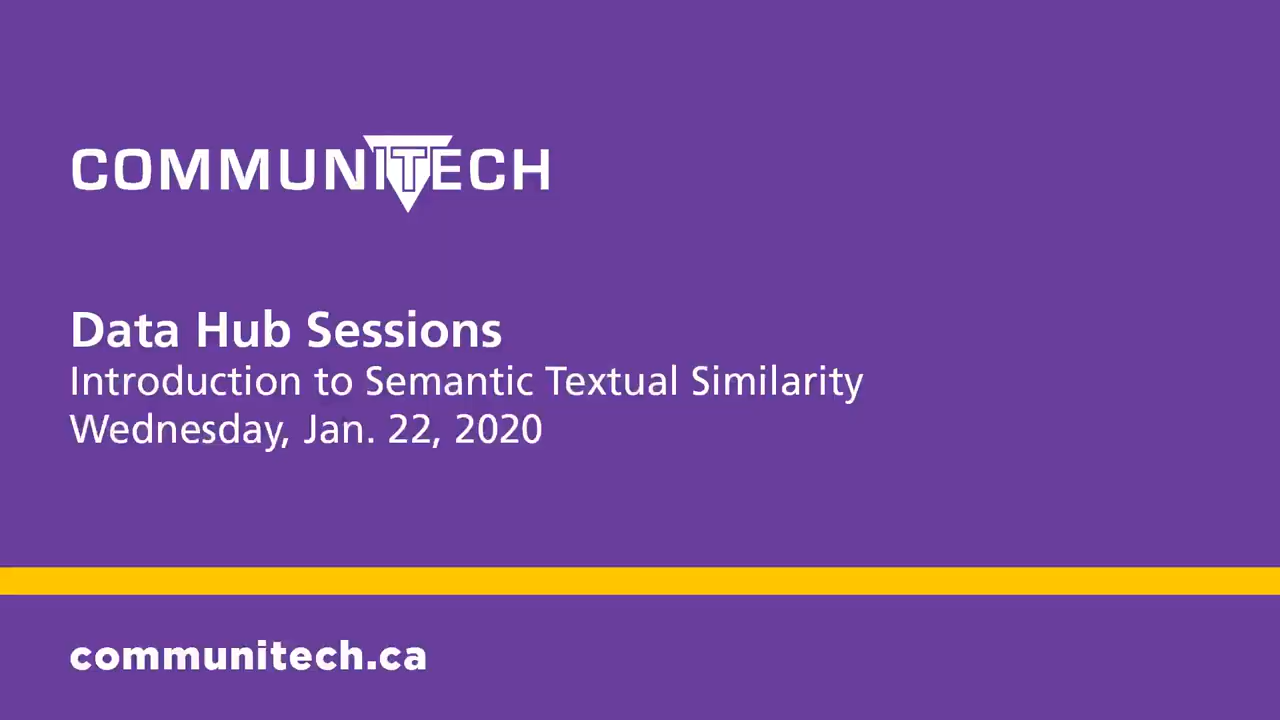 COMMUNITECH
Data Hub Sessions
Introduction to Semantic Textual Similarity
Wednesday, Jan. 22, 2020
communitech.ca